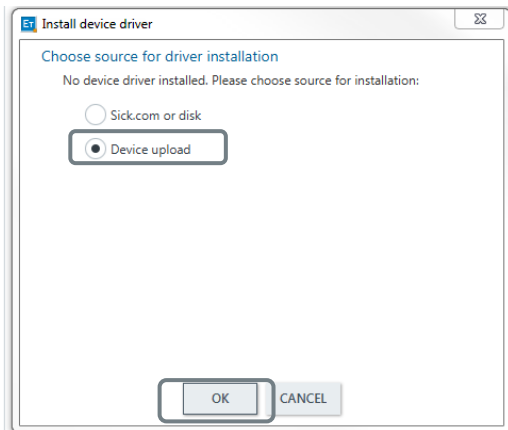 ET Install device driver
Choose source for driver installation
No device driver installed. Please choose source for installation:
Sick.com or disk
Device upload
OK CANCEL